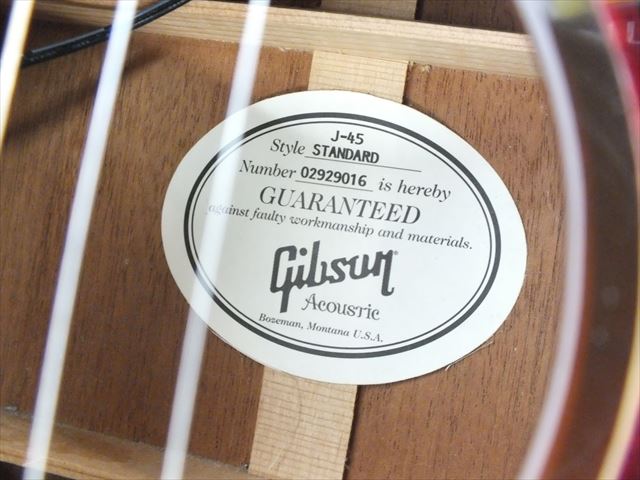 J-45
Style STANDARD
Number 02929016 is hereby
GUARANTEED
against faulty workmanship and materials.
Gibson
Acoustic
Bozeman, Montana U.S.A.